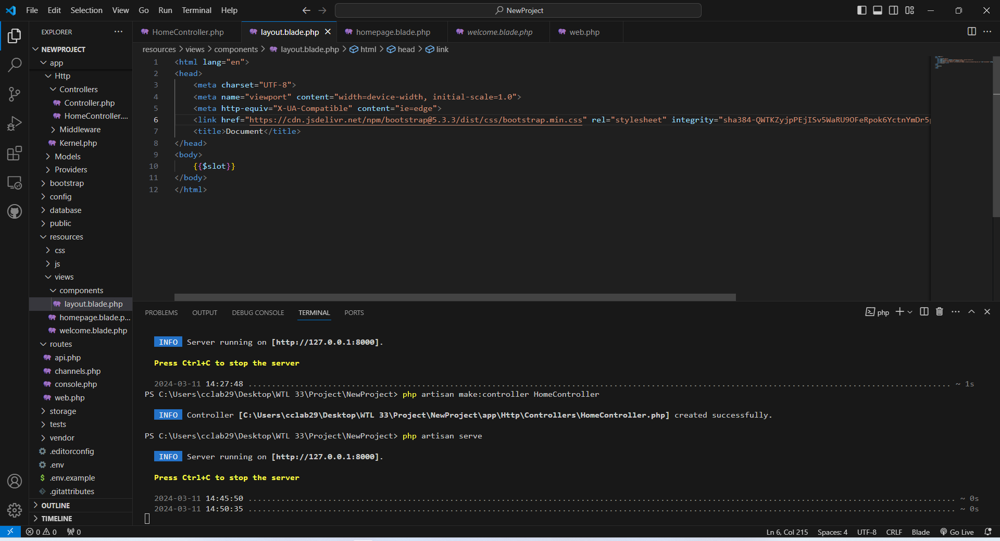 File Edit Selection View Go Run Terminal Help
NewProject
EXPLORER
HomeController.php
layout.blade.php
homepage.blade.php
welcome.blade.php
web.php
NEWPROJECT
app
Http
Controllers
Controller.php
HomeController....
Middleware
Kernel.php
Models
Providers
bootstrap
config
database
public
resources
css
js
views
components
layout.blade.php
homepage.blade.p...
welcome.blade.php
routes
api.php
channels.php
console.php
web.php
storage
tests
vendor
.editorconfig
.env
$ .env.example
.gitattributes
OUTLINE
TIMELINE
resources > views > components > layout.blade.php > html > head > link
1 <html lang="en">
2 <head>
3 <meta charset="UTF-8">
4 <meta name="viewport" content="width=device-width, initial-scale=1.0">
5 <meta http-equiv="X-UA-Compatible" content="ie=edge">
6 <link href="https://cdn.jsdelivr.net/npm/bootstrap@5.3.3/dist/css/bootstrap.min.css" rel="stylesheet" integrity="sha384-QWTKZyjpPEjISv5WaRU9OFeRpok6YctnYmDr5
7 <title>Document</title>
8 </head>
9 <body>
10 {{$slot}}
11 </body>
12 </html>
PROBLEMS OUTPUT DEBUG CONSOLE TERMINAL PORTS
php
INFO Server running on [http://127.0.0.1:8000].
Press Ctrl+C to stop the server
2024-03-11 14:27:48 ........ ~ 1s
PS C:\Users\cclab29\Desktop\WTL 33\Project\NewProject> php artisan make:controller HomeController
INFO Controller [C:\Users\cclab29\Desktop\WTL 33\Project\NewProject\app\Http\Controllers\HomeController.php] created successfully.
PS C:\Users\cclab29\Desktop\WTL 33\Project\NewProject> php artisan serve
INFO Server running on [http://127.0.0.1:8000].
Press Ctrl+C to stop the server
2024-03-11 14:45:50 ........ ~ 0s
2024-03-11 14:50:35 ........ ~ 0s
0 0 0
Ln 6, Col 215 Spaces: 4 UTF-8 CRLF Blade Go Live